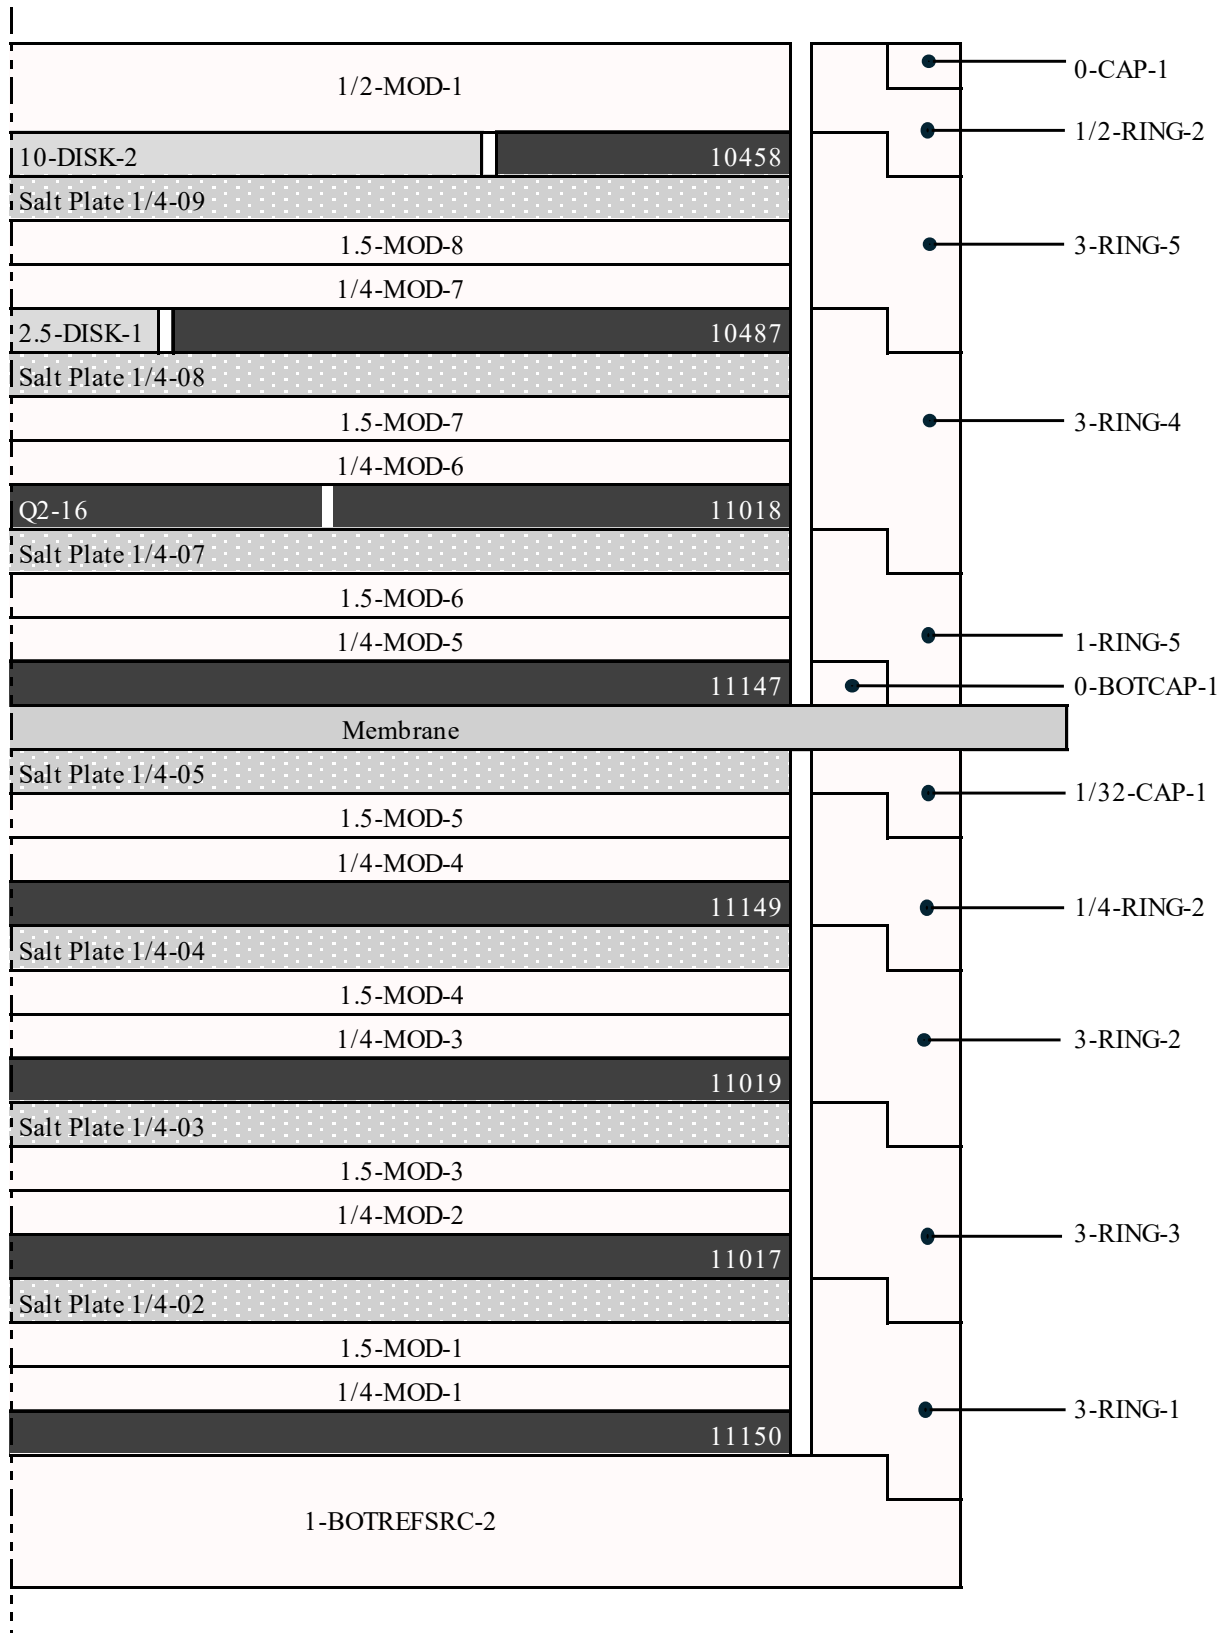 0-CAP-1
1/2-MOD-1
1/2-RING-2
10-DISK-2 10458
Salt Plate 1/4-09
1.5-MOD-8 3-RING-5
1/4-MOD-7
2.5-DISK-1 10487
Salt Plate 1/4-08
1.5-MOD-7 3-RING-4
1/4-MOD-6
Q2-16 11018
Salt Plate 1/4-07
1.5-MOD-6
1/4-MOD-5 1-RING-5
11147 0-BOTCAP-1
Membrane
Salt Plate 1/4-05
1/32-CAP-1
1.5-MOD-5
1/4-MOD-4
11149 1/4-RING-2
Salt Plate 1/4-04
1.5-MOD-4
1/4-MOD-3 3-RING-2
11019
Salt Plate 1/4-03
1.5-MOD-3
1/4-MOD-2
3-RING-3
11017
Salt Plate 1/4-02
1.5-MOD-1
1/4-MOD-1
3-RING-1
11150
1-BOTREFSRC-2